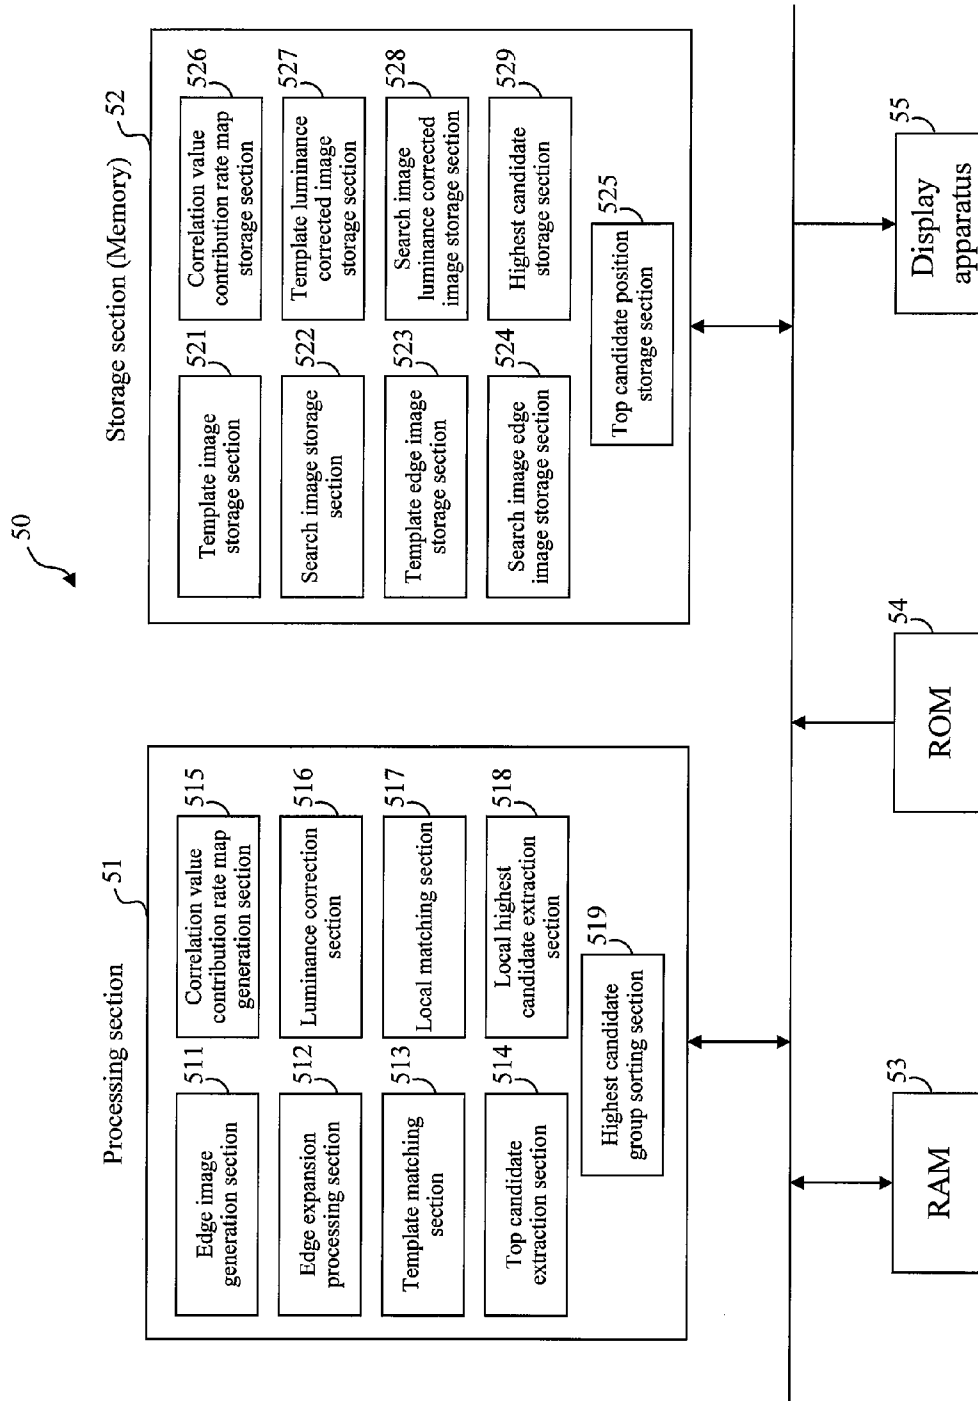 50
Processing section
51
Edge image
generation section
511
Edge expansion
processing section
512
Template matching
section
513
Top candidate
extraction section
514
Correlation value
contribution rate map
generation section
515
Luminance correction
section
516
Local matching section
517
Local highest
candidate extraction
section
518
Highest candidate
group sorting section
519
Storage section (Memory)
52
Template image
storage section
521
Search image storage
section
522
Template edge image
storage section
523
Search image edge
image storage section
524
Correlation value
contribution rate map
storage section
526
Template luminance
corrected image
storage section
527
Search image
luminance corrected
image storage section
528
Highest candidate
storage section
529
Top candidate position
storage section
525
RAM
53
ROM
54
Display
apparatus
55